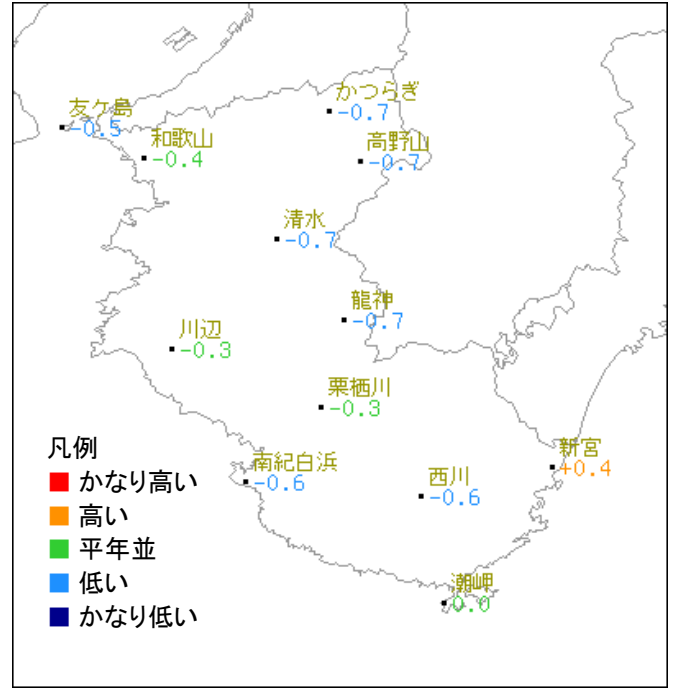 かつらぎ
-0.7
友ケ島
-0.5
和歌山
-0.4
高野山
-0.7
清水
-0.7
龍神
-0.7
川辺
-0.3
栗栖川
-0.3
新宮
+0.4
南紀白浜
-0.6
西川
-0.6
潮岬
0.0
凡例
かなり高い
高い
平年並
低い
かなり低い